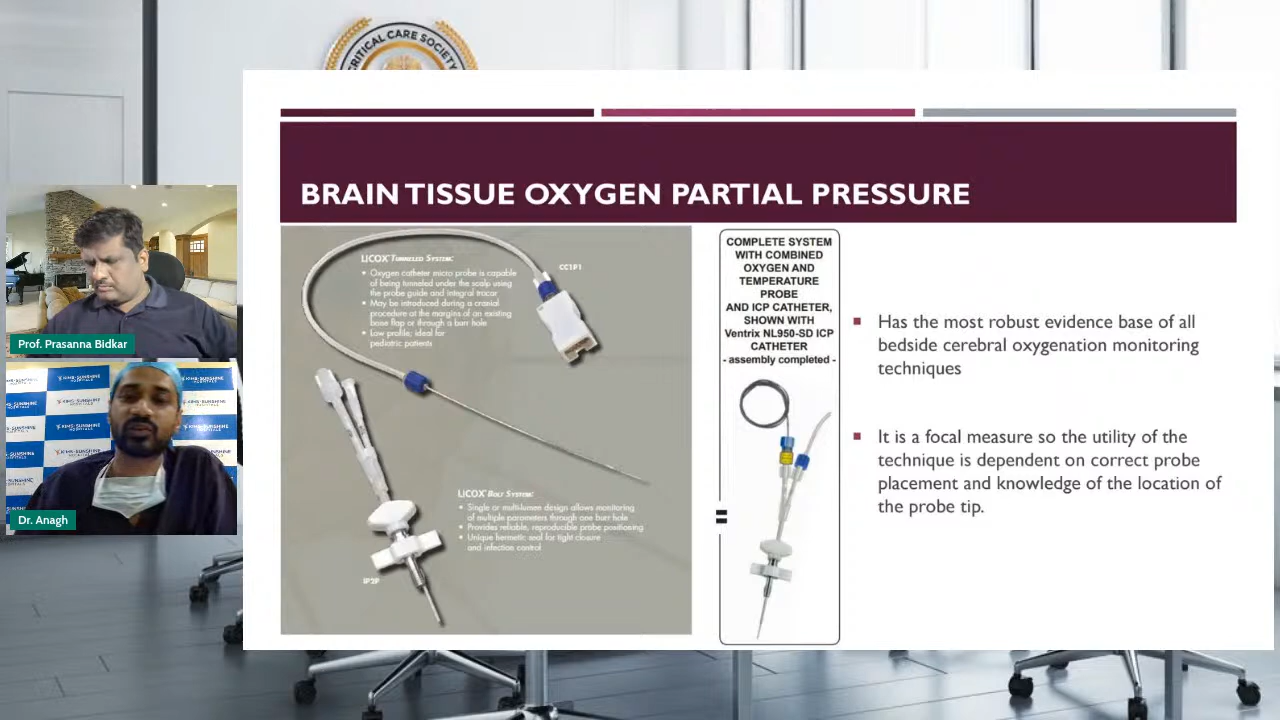 CRITICAL CARE SOCIETY
BRAIN TISSUE OXYGEN PARTIAL PRESSURE
LICOX TUNNELED SYSTEM:
• Oxygen catheter micro probe is capable
of being tunneled under the scalp using
the probe guide and integral trocar
• May be introduced during a cranial
procedure at the margins of an existing
bone flap or through a burr hole
• Low profile; ideal for
pediatric patients
CC1P1
LICOX BOLT SYSTEM:
• Single or multi-lumen design allows monitoring
of multiple parameters through one burr hole
• Provides reliable, reproducible probe positioning
• Unique hermetic seal for tight closure
and infection control
IP2P
=
COMPLETE SYSTEM
WITH COMBINED
OXYGEN AND
TEMPERATURE
PROBE
AND ICP CATHETER,
SHOWN WITH
Ventrix NL950-SD ICP
CATHETER
- assembly completed -
▪ Has the most robust evidence base of all
bedside cerebral oxygenation monitoring
techniques
▪ It is a focal measure so the utility of the
technique is dependent on correct probe
placement and knowledge of the location of
the probe tip.
Prof. Prasanna Bidkar
KIMS-SUNSHINE
HOSPITALS
Dr. Anagh